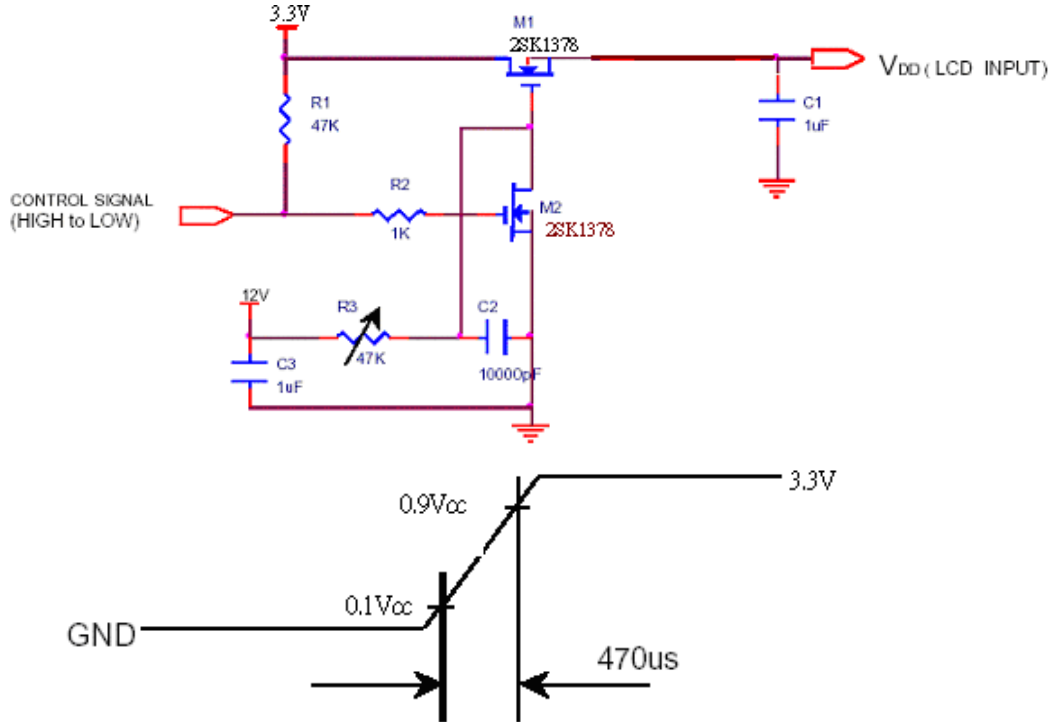 3.3V
M1
2SK1378
R1
47K
VDD ( LCD INPUT)
C1
1uF
CONTROL SIGNAL
(HIGH to LOW)
R2
1K
M2
2SK1378
12V
R3
47K
C2
10000pF
C3
1uF
3.3V
0.9Vcc
0.1Vcc
GND
470us